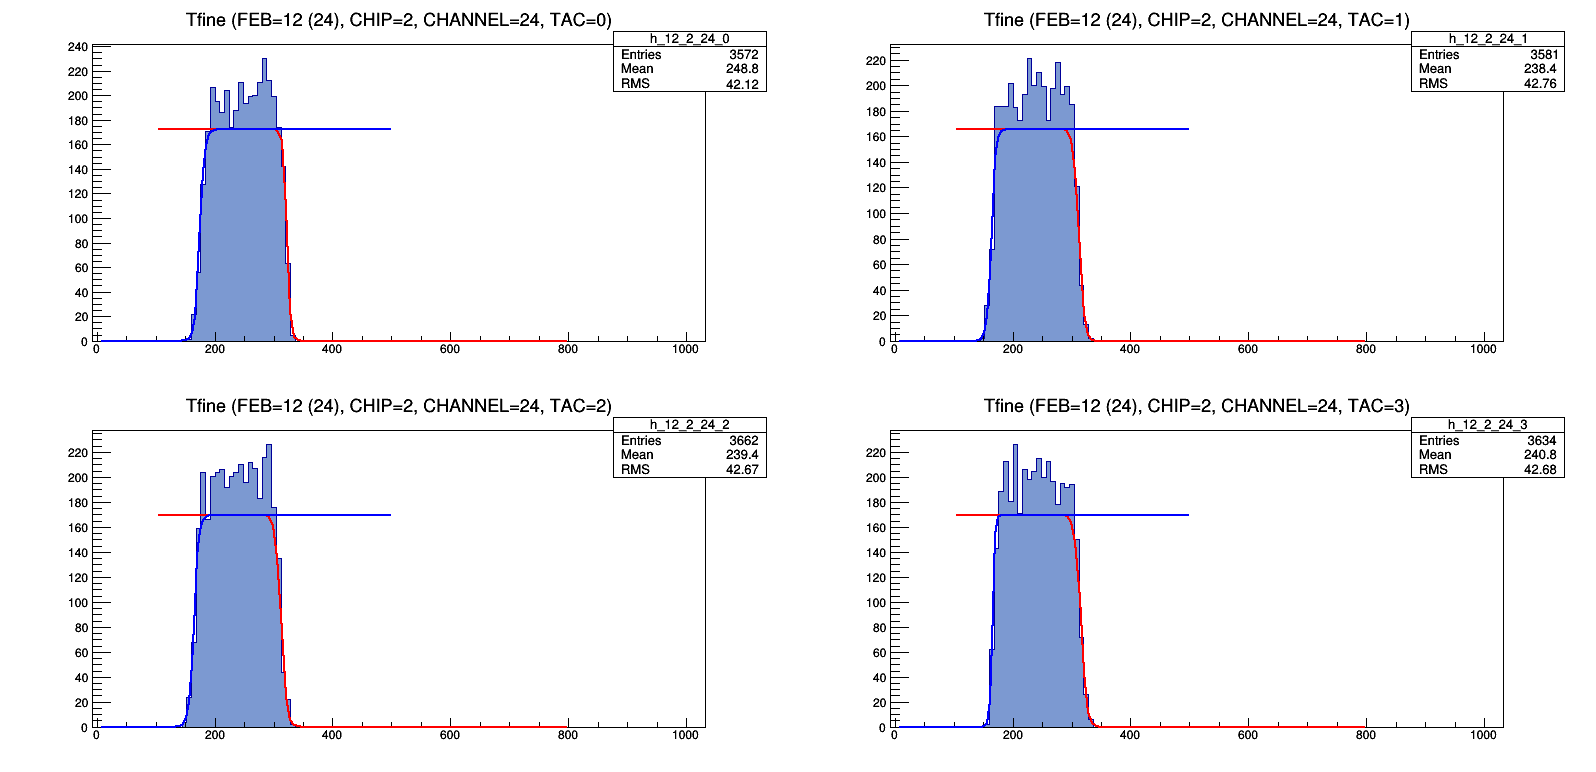 Tfine (FEB=12 (24), CHIP=2, CHANNEL=24, TAC=0)
h_12_2_24_0
Entries 3572
Mean 248.8
RMS 42.12
240
220
200
180
160
140
120
100
80
60
40
20
0
0 200 400 600 800 1000
Tfine (FEB=12 (24), CHIP=2, CHANNEL=24, TAC=1)
h_12_2_24_1
Entries 3581
Mean 238.4
RMS 42.76
220
200
180
160
140
120
100
80
60
40
20
0
0 200 400 600 800 1000
Tfine (FEB=12 (24), CHIP=2, CHANNEL=24, TAC=2)
h_12_2_24_2
Entries 3662
Mean 239.4
RMS 42.67
220
200
180
160
140
120
100
80
60
40
20
0
0 200 400 600 800 1000
Tfine (FEB=12 (24), CHIP=2, CHANNEL=24, TAC=3)
h_12_2_24_3
Entries 3634
Mean 240.8
RMS 42.68
220
200
180
160
140
120
100
80
60
40
20
0
0 200 400 600 800 1000